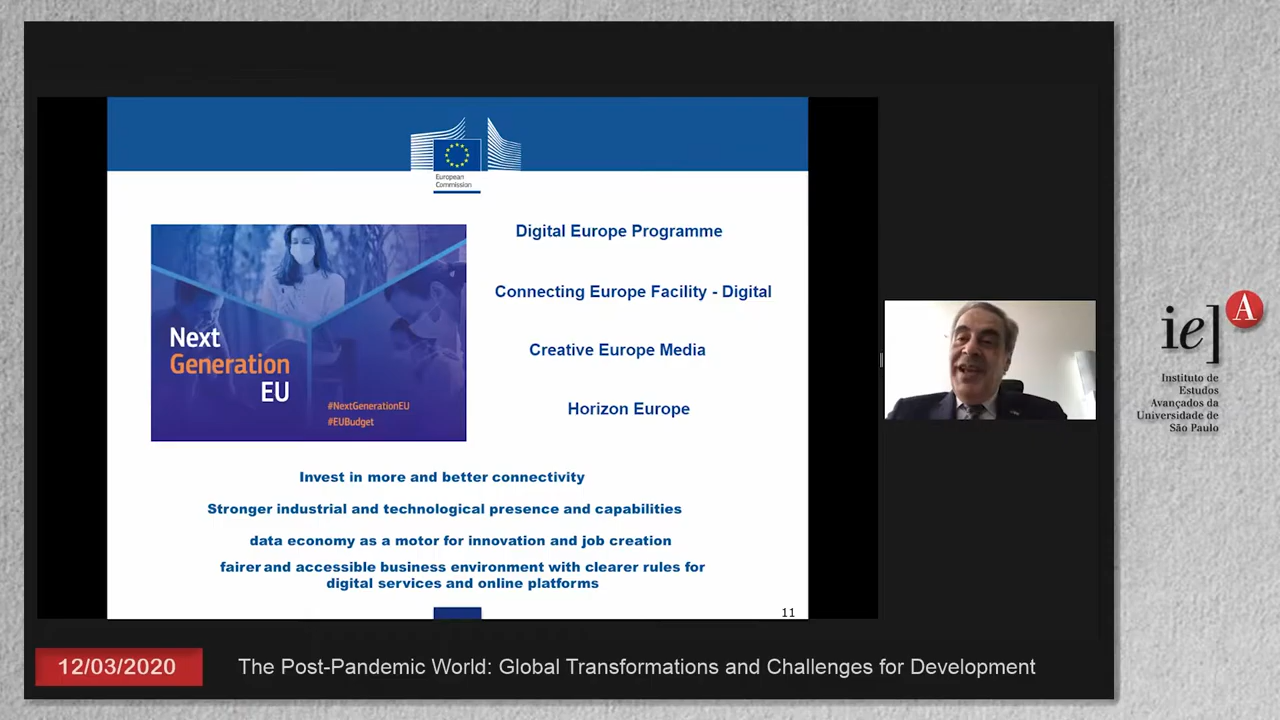 European
Commission
Digital Europe Programme
Connecting Europe Facility - Digital
Creative Europe Media
Horizon Europe
Next
Generation
EU
#NextGenerationEU
#EUBudget
Invest in more and better connectivity
Stronger industrial and technological presence and capabilities
data economy as a motor for innovation and job creation
fairer and accessible business environment with clearer rules for
digital services and online platforms
11
iea
Instituto de
Estudos
Avançados da
Universidade de
São Paulo
12/03/2020
The Post-Pandemic World: Global Transformations and Challenges for Development